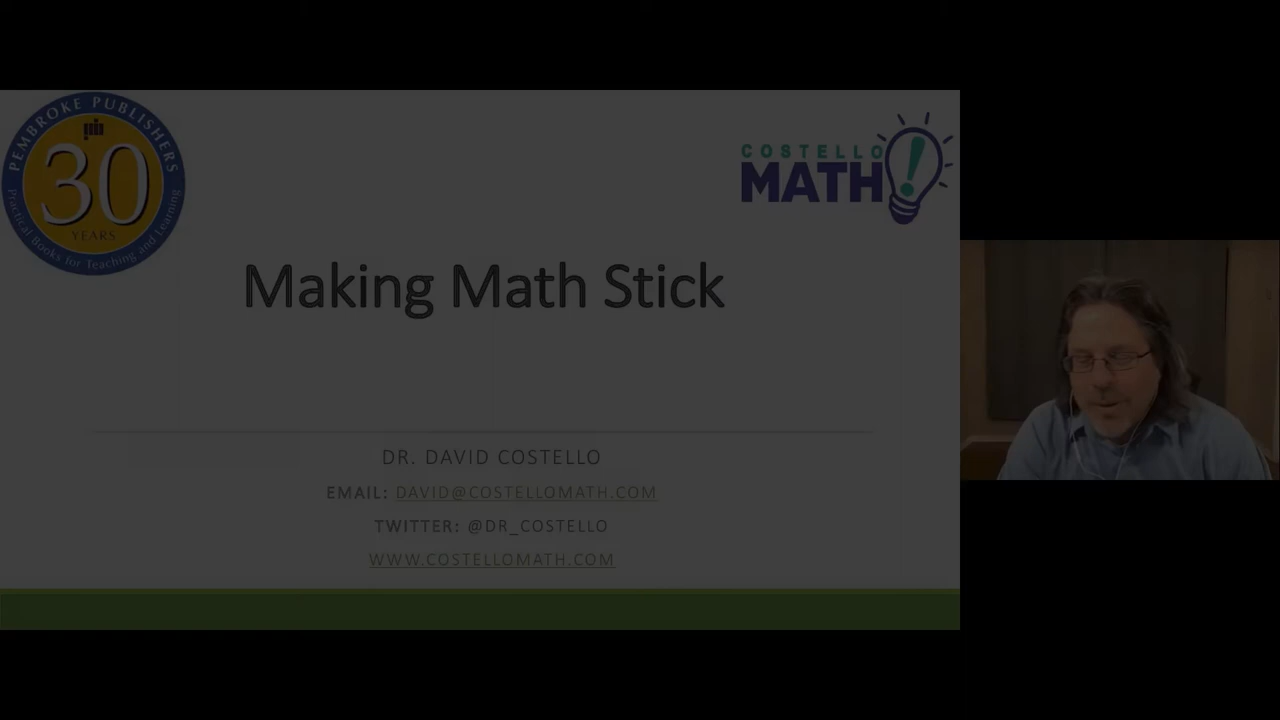 PEMBROKE PUBLISHERS
30
YEARS
Practical Books for Teaching and Learning
COSTELLO
MATH!
Making Math Stick
DR. DAVID COSTELLO
EMAIL: DAVID@COSTELLOMATH.COM
TWITTER: @DR_COSTELLO
WWW.COSTELLOMATH.COM